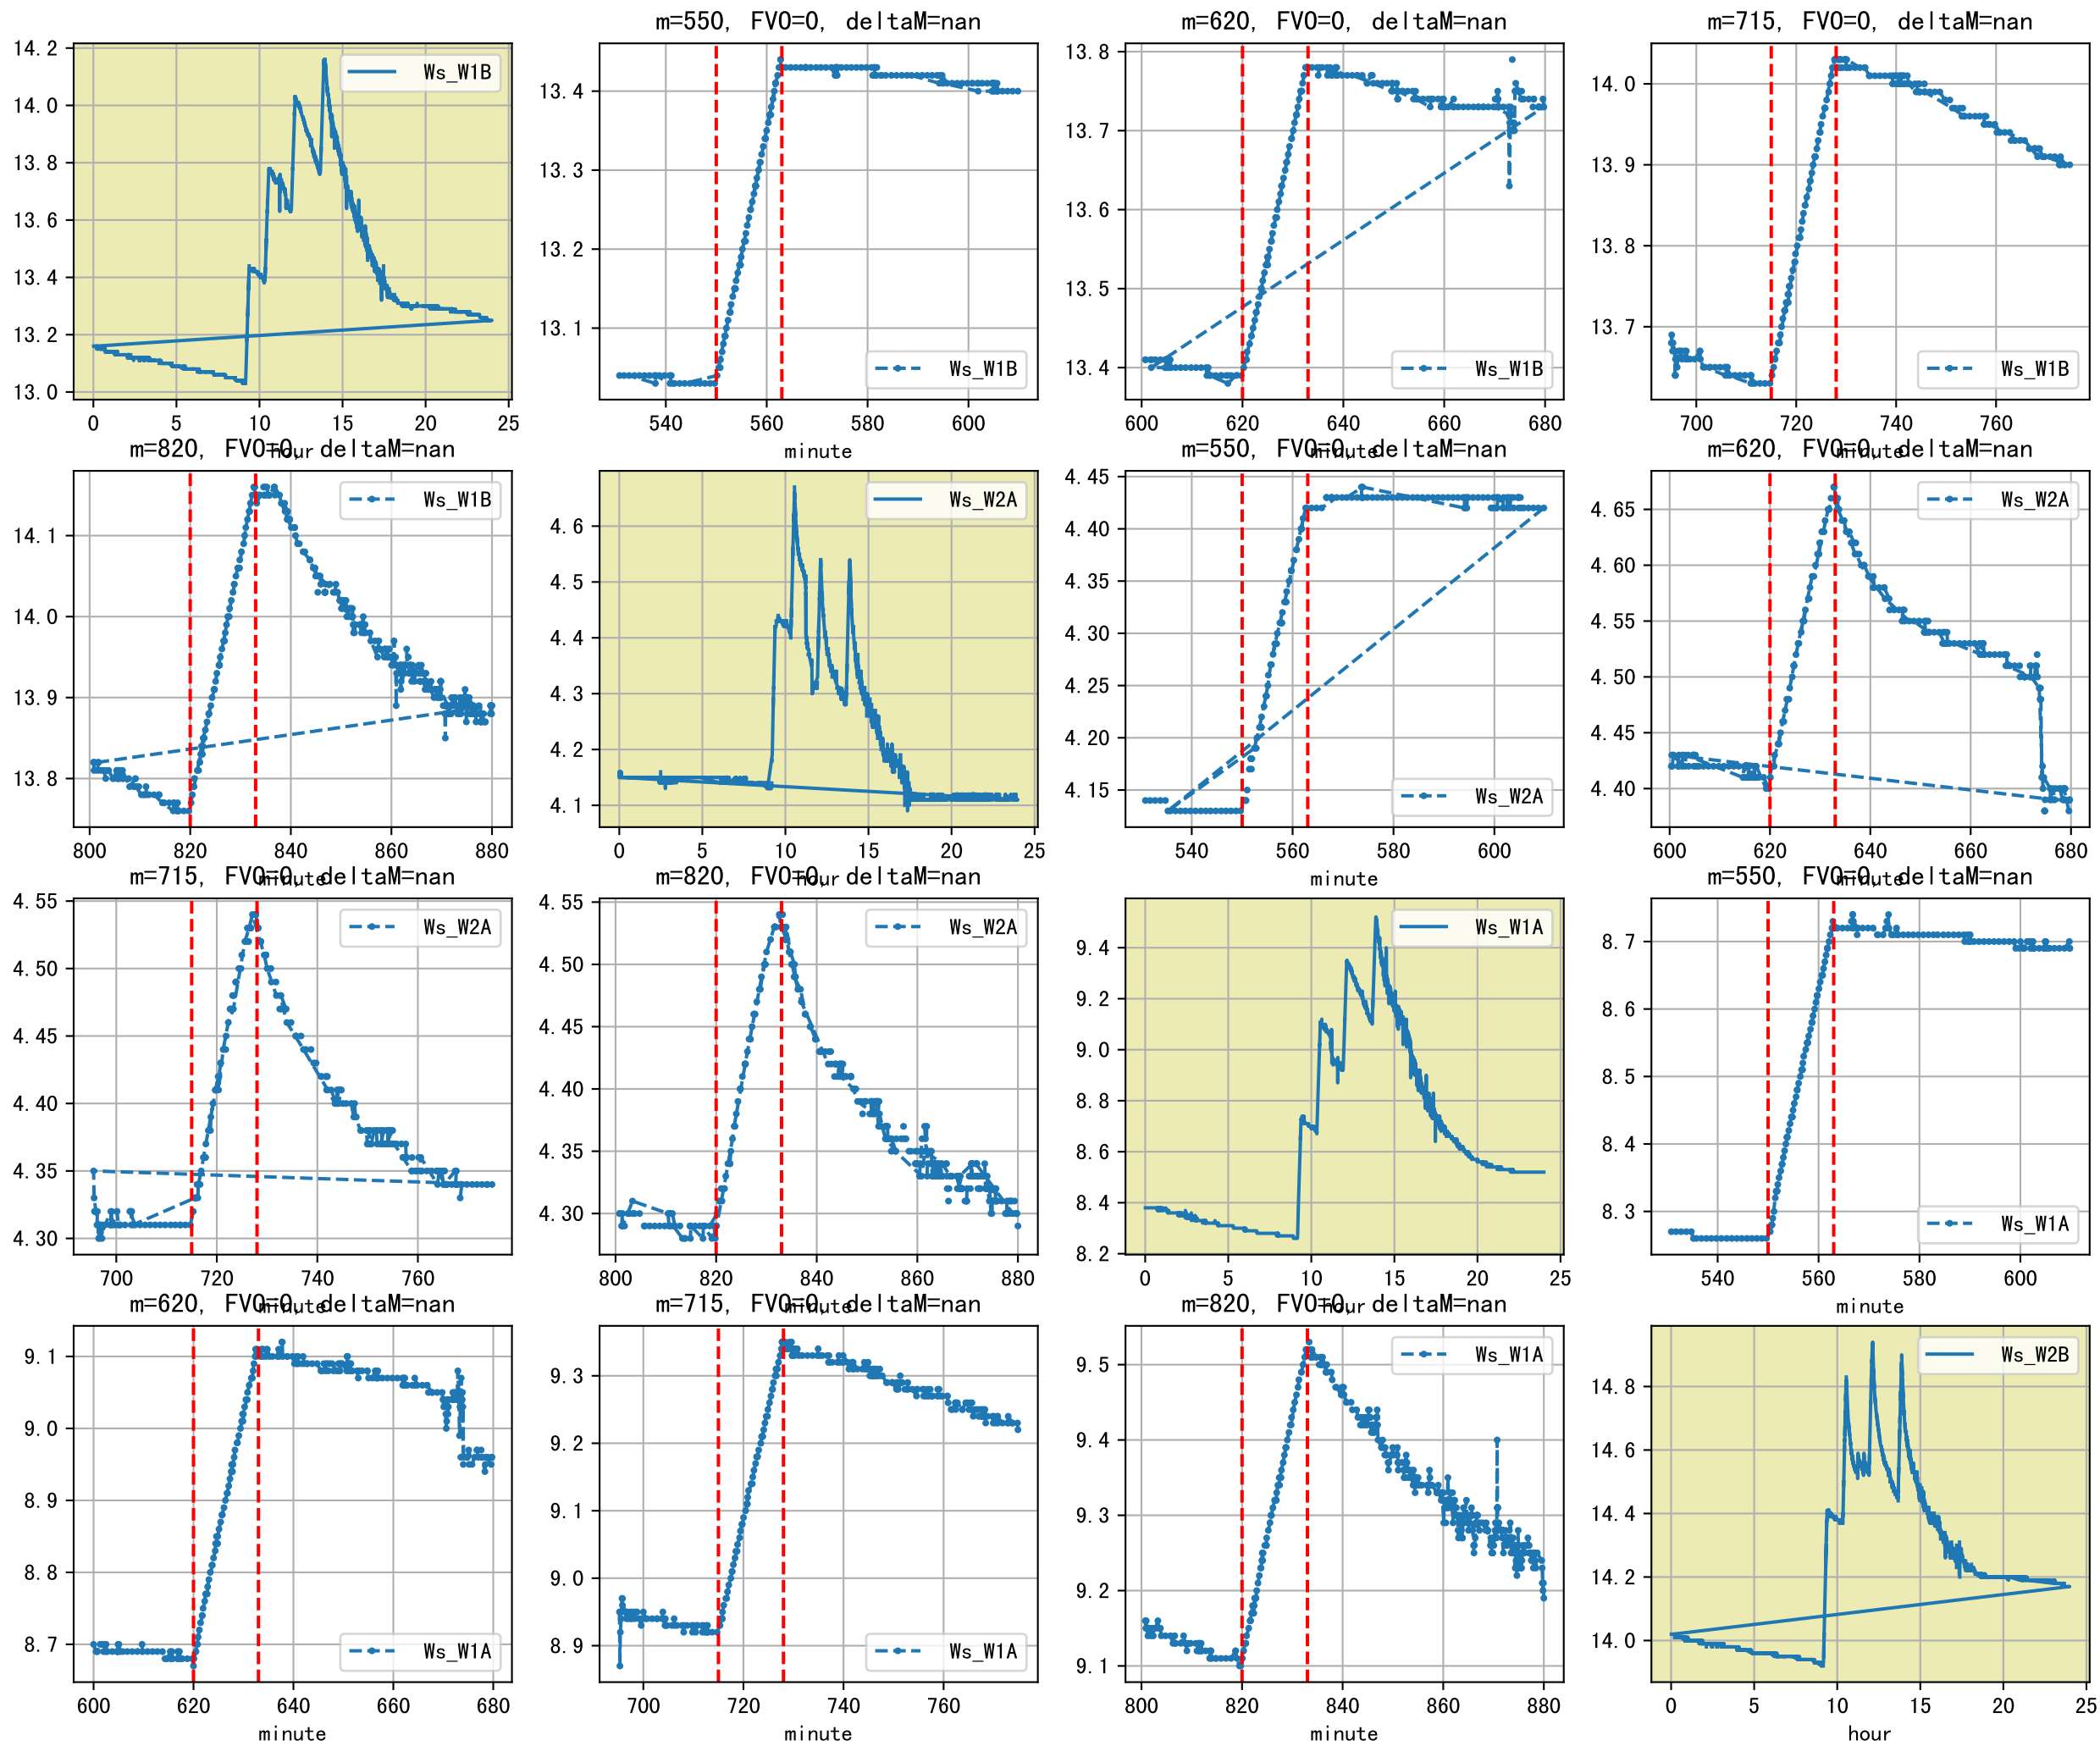 m=550, FVO=0, deltaM=nan
m=620, FVO=0, deltaM=nan
m=715, FVO=0, deltaM=nan
14.2
14.0
13.8
13.6
13.4
13.2
13.0
Ws_W1B
0 5 10 15 20 25
hour
13.4
13.3
13.2
13.1
Ws_W1B
540 560 580 600
minute
13.8
13.7
13.6
13.5
13.4
Ws_W1B
600 620 640 660 680
minute
14.0
13.9
13.8
13.7
Ws_W1B
700 720 740 760
minute
m=820, FVO=0, deltaM=nan
m=550, FVO=0, deltaM=nan
m=620, FVO=0, deltaM=nan
14.1
14.0
13.9
13.8
Ws_W1B
800 820 840 860 880
minute
4.6
4.5
4.4
4.3
4.2
4.1
Ws_W2A
0 5 10 15 20 25
hour
4.45
4.40
4.35
4.30
4.25
4.20
4.15
Ws_W2A
540 560 580 600
minute
4.65
4.60
4.55
4.50
4.45
4.40
Ws_W2A
600 620 640 660 680
minute
m=715, FVO=0, deltaM=nan
m=820, FVO=0, deltaM=nan
m=550, FVO=0, deltaM=nan
4.55
4.50
4.45
4.40
4.35
4.30
Ws_W2A
700 720 740 760
minute
4.55
4.50
4.45
4.40
4.35
4.30
Ws_W2A
800 820 840 860 880
minute
9.4
9.2
9.0
8.8
8.6
8.4
8.2
Ws_W1A
0 5 10 15 20 25
hour
8.7
8.6
8.5
8.4
8.3
Ws_W1A
540 560 580 600
minute
m=620, FVO=0, deltaM=nan
m=715, FVO=0, deltaM=nan
m=820, FVO=0, deltaM=nan
9.1
9.0
8.9
8.8
8.7
Ws_W1A
600 620 640 660 680
minute
9.3
9.2
9.1
9.0
8.9
Ws_W1A
700 720 740 760
minute
9.5
9.4
9.3
9.2
9.1
Ws_W1A
800 820 840 860 880
minute
14.8
14.6
14.4
14.2
14.0
Ws_W2B
0 5 10 15 20 25
hour